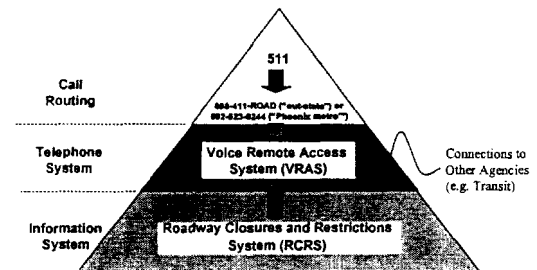 511
Call
Routing
888-411-ROAD ("out-state") or
602-523-0244 ("Phoenix metro")
Telephone
System
Voice Remote Access
System (VRAS)
Connections to
Other Agencies
(e.g. Transit)
Information
System
Roadway Closures and Restrictions
System (RCRS)